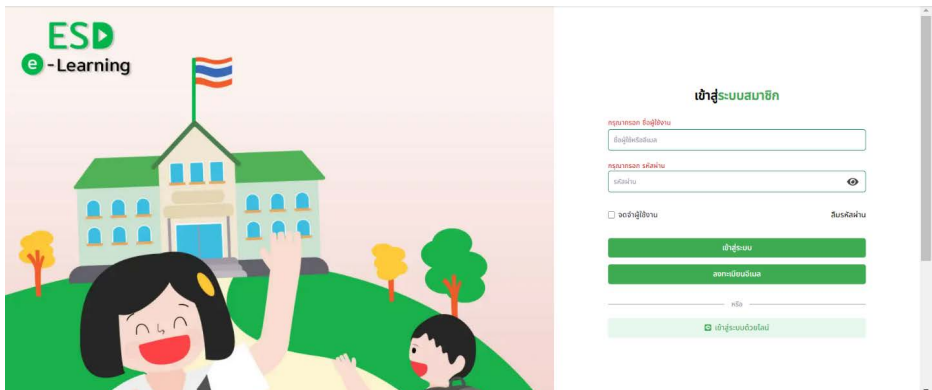 ESD
e - Learning
เข้าสู่ระบบสมาชิก
กรุณากรอก ชื่อผู้ใช้งาน
ชื่อผู้ใช้หรืออีเมล
กรุณากรอก รหัสผ่าน
รหัสผ่าน
จดจำผู้ใช้งาน
ลืมรหัสผ่าน
เข้าสู่ระบบ
ลงทะเบียนอีเมล
หรือ
เข้าสู่ระบบด้วยไลน์